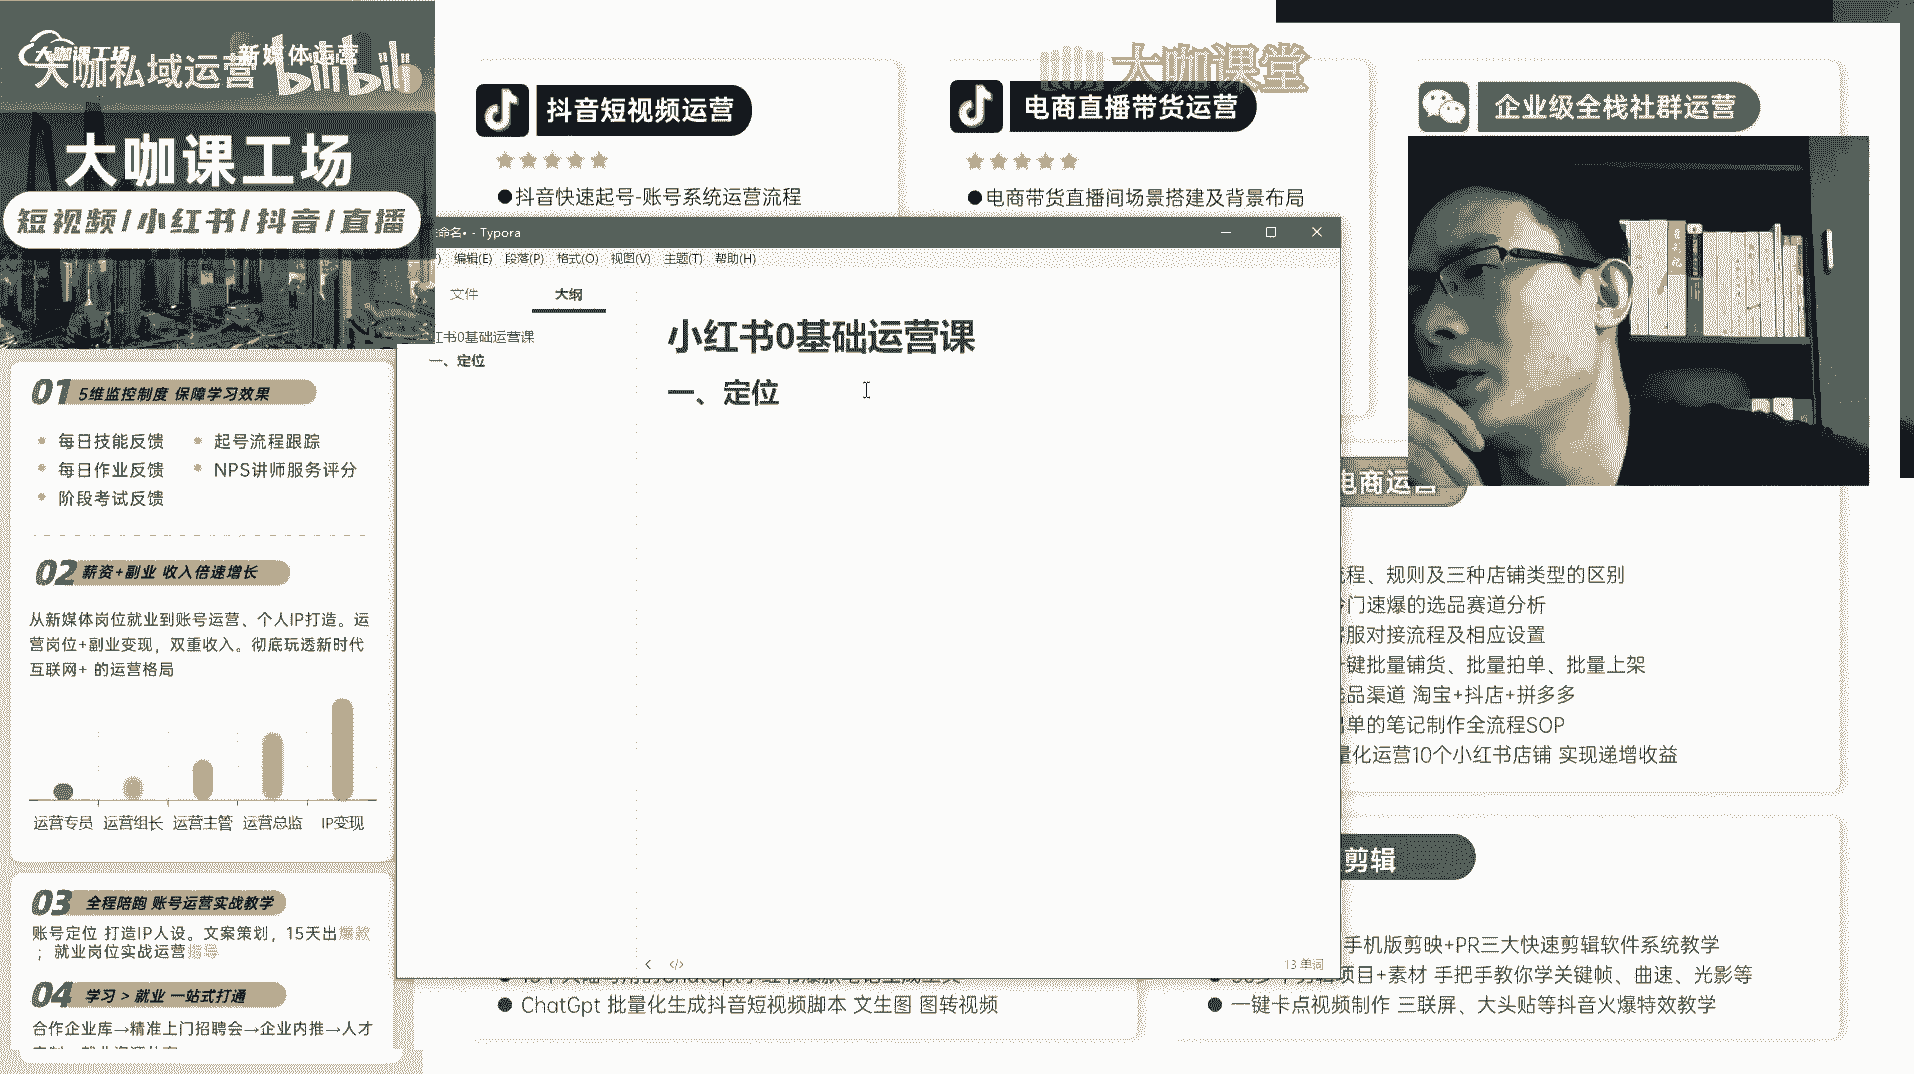 大咖课工场
新媒体运营
大咖私域运营
bilibili
大咖课工场
短视频/小红书/抖音/直播
01 5维监控制度 保障学习效果
每日技能反馈
起号流程跟踪
每日作业反馈
NPS讲师服务评分
阶段考试反馈
02 薪资+副业 收入倍速增长
从新媒体岗位就业到账号运营、个人IP打造。运
营岗位+副业变现，双重收入。彻底玩透新时代
互联网+ 的运营格局
运营专员 运营组长 运营主管 运营总监 IP变现
03 全程陪跑 账号运营实战教学
账号定位 打造IP人设。文案策划，15天出爆款
；就业岗位实战运营指导
04 学习 > 就业 一站式打通
合作企业库→精准上门招聘会→企业内推→人才
大咖课堂
抖音短视频运营
●抖音快速起号-账号系统运营流程
电商直播带货运营
●电商带货直播间场景搭建及背景布局
企业级全栈社群运营
命名• - Typora
编辑(E) 段落(P) 格式(O) 视图(V) 主题(T) 帮助(H)
文件 大纲
红书0基础运营课
一、定位
小红书0基础运营课
一、定位
13 单词
电商运营
流程、规则及三种店铺类型的区别
冷门速爆的选品赛道分析
客服对接流程及相应设置
一键批量铺货、批量拍单、批量上架
选品渠道 淘宝+抖店+拼多多
出单的笔记制作全流程SOP
量化运营10个小红书店铺 实现递增收益
剪辑
手机版剪映+PR三大快速剪辑软件系统教学
项目+素材 手把手教你学关键帧、曲速、光影等
●一键卡点视频制作 三联屏、大头贴等抖音火爆特效教学
●ChatGpt 批量化生成抖音短视频脚本 文生图 图转视频